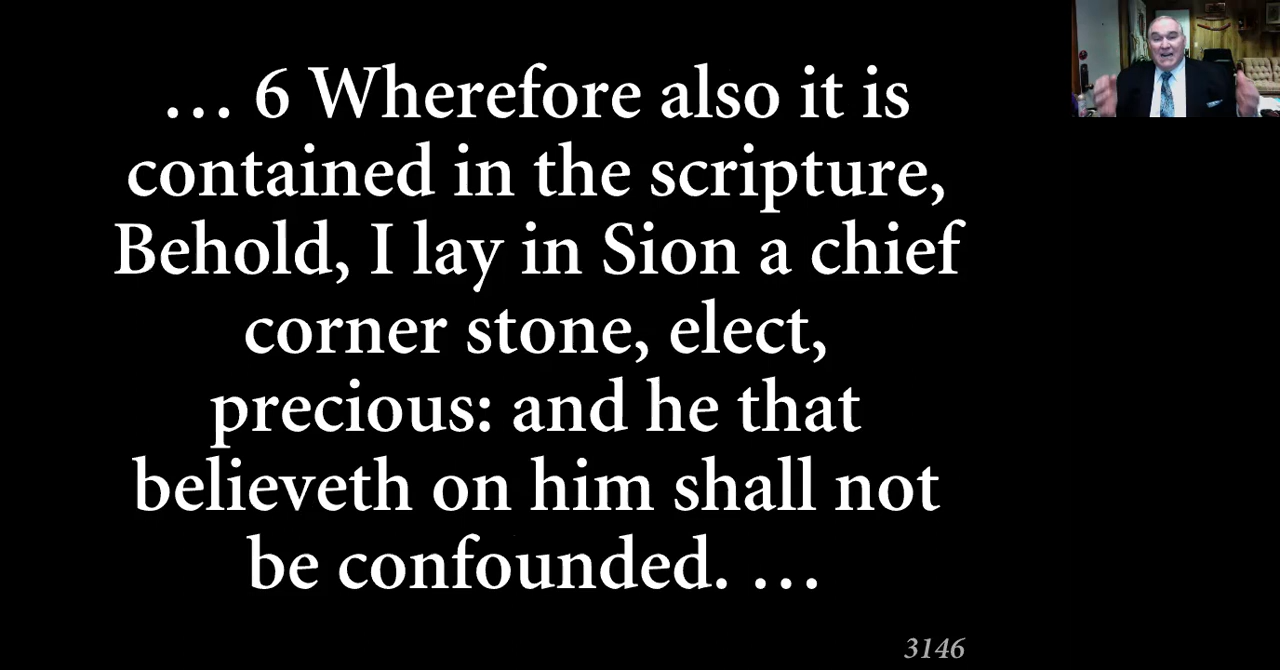 … 6 Wherefore also it is
contained in the scripture,
Behold, I lay in Sion a chief
corner stone, elect,
precious: and he that
believeth on him shall not
be confounded. …
3146